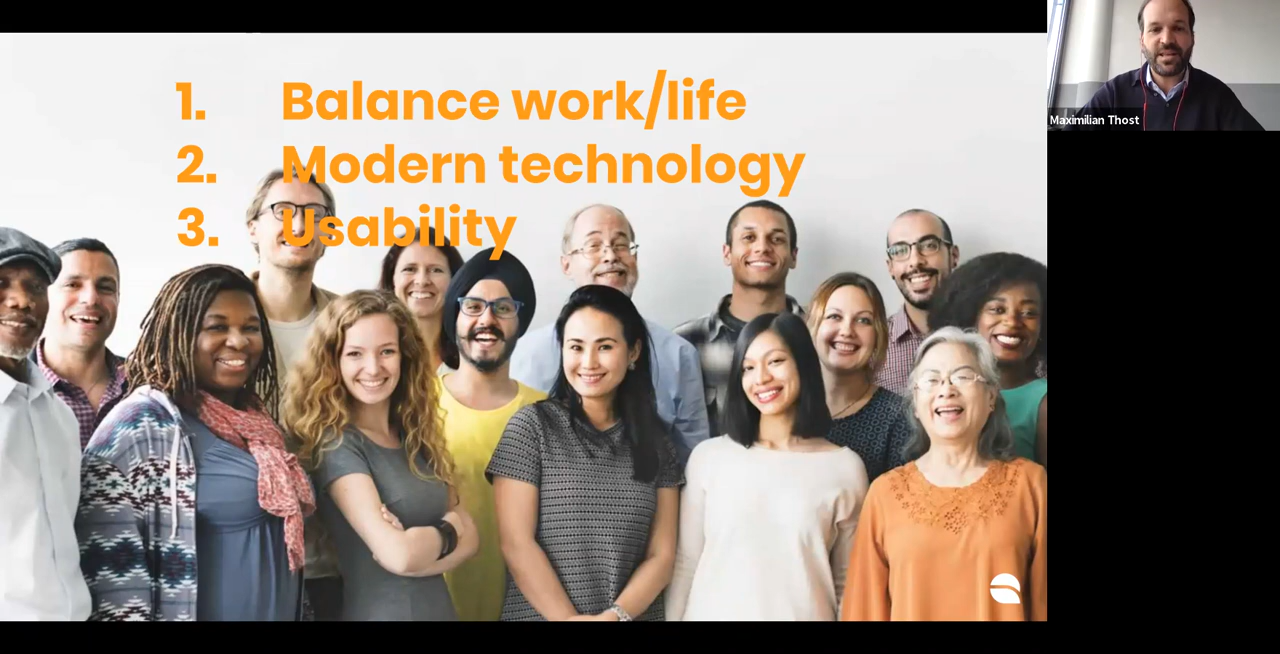 1. Balance work/life
2. Modern technology
3. Usability
Maximilian Thost